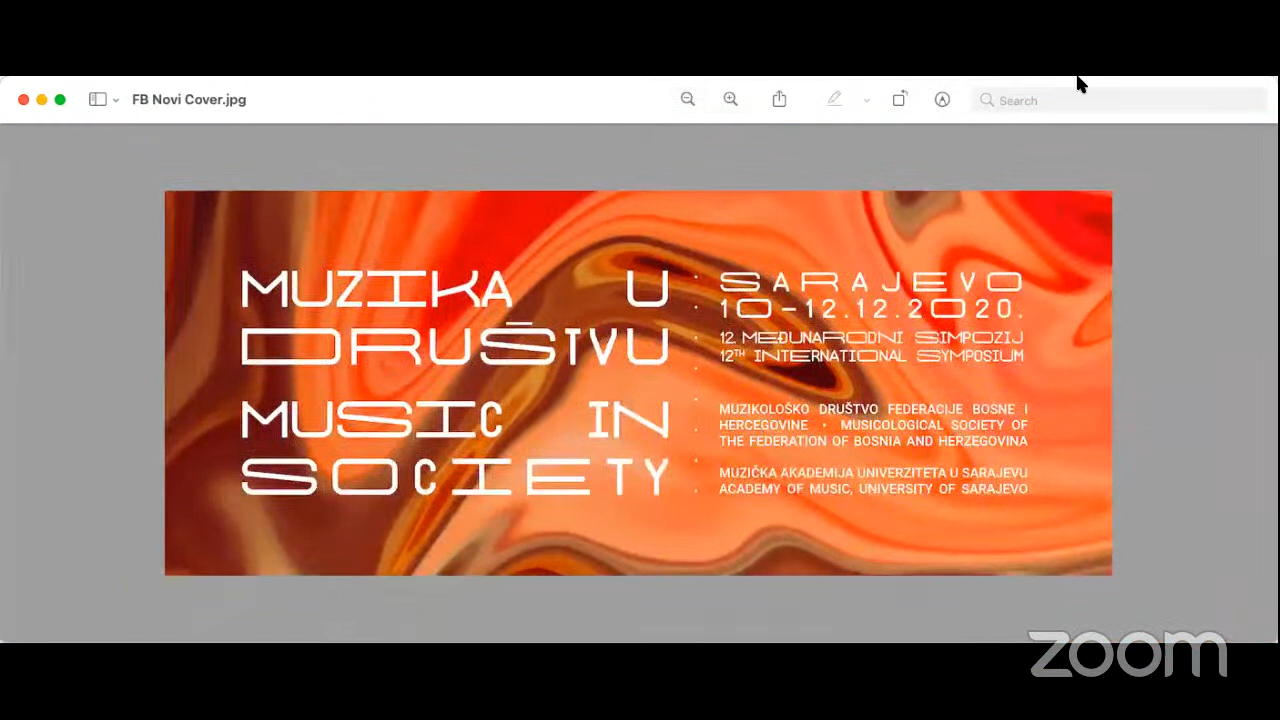 FB Novi Cover.jpg
Search
MUZIKA U
DRUŠTVU
MUSIC IN
SOCIETY
SARAJEVO
10-12.12.2020.
12. MEĐUNARODNI SIMPOZIJ
12TH INTERNATIONAL SYMPOSIUM
MUZIKOLOŠKO DRUŠTVO FEDERACIJE BOSNE I
HERCEGOVINE • MUSICOLOGICAL SOCIETY OF
THE FEDERATION OF BOSNIA AND HERZEGOVINA
MUZIČKA AKADEMIJA UNIVERZITETA U SARAJEVU
ACADEMY OF MUSIC, UNIVERSITY OF SARAJEVO
zoom